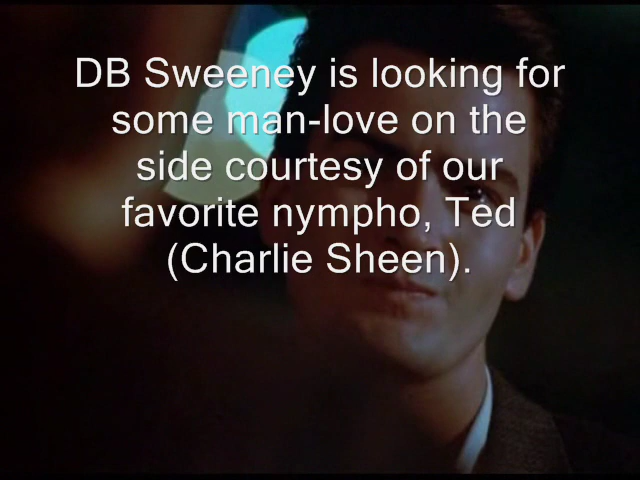 DB Sweeney is looking for
some man-love on the
side courtesy of our
favorite nympho, Ted
(Charlie Sheen).